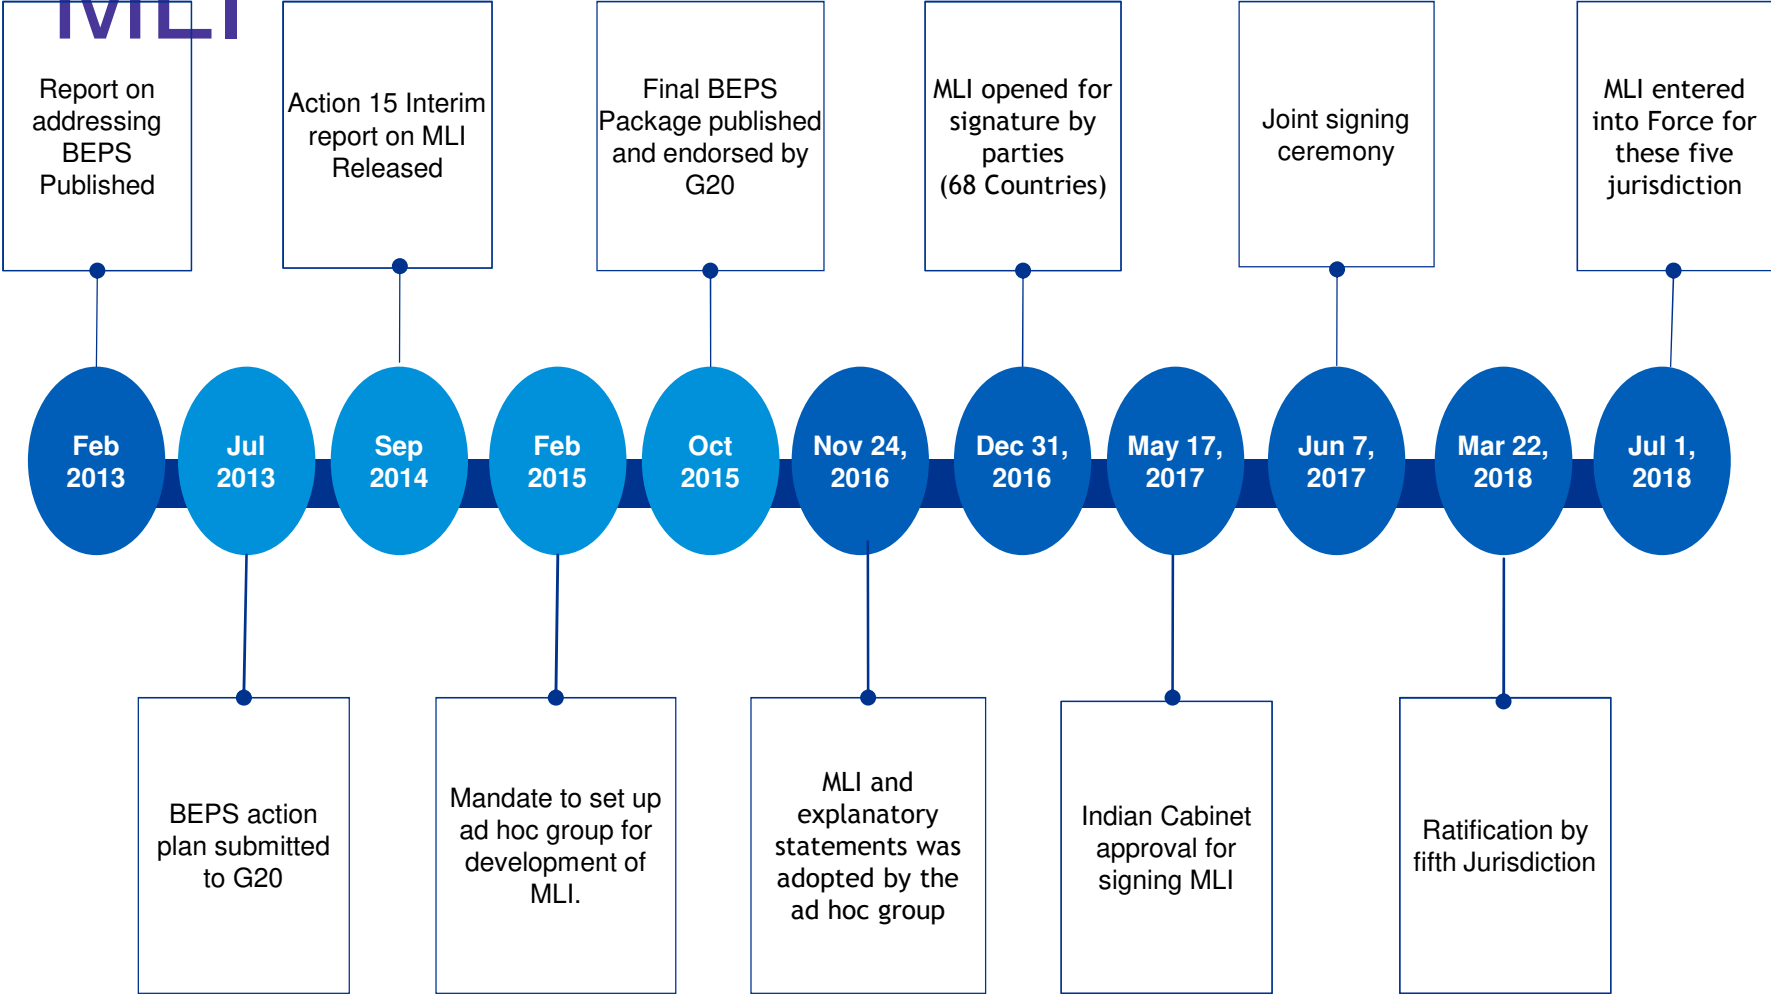 MLI
Report on
addressing
BEPS
Published
Action 15 Interim
report on MLI
Released
Final BEPS
Package published
and endorsed by
G20
MLI opened for
signature by
parties
(68 Countries)
Joint signing
ceremony
MLI entered
into Force for
these five
jurisdiction
Feb
2013
Jul
2013
Sep
2014
Feb
2015
Oct
2015
Nov 24,
2016
Dec 31,
2016
May 17,
2017
Jun 7,
2017
Mar 22,
2018
Jul 1,
2018
BEPS action
plan submitted
to G20
Mandate to set up
ad hoc group for
development of
MLI.
MLI and
explanatory
statements was
adopted by the
ad hoc group
Indian Cabinet
approval for
signing MLI
Ratification by
fifth Jurisdiction